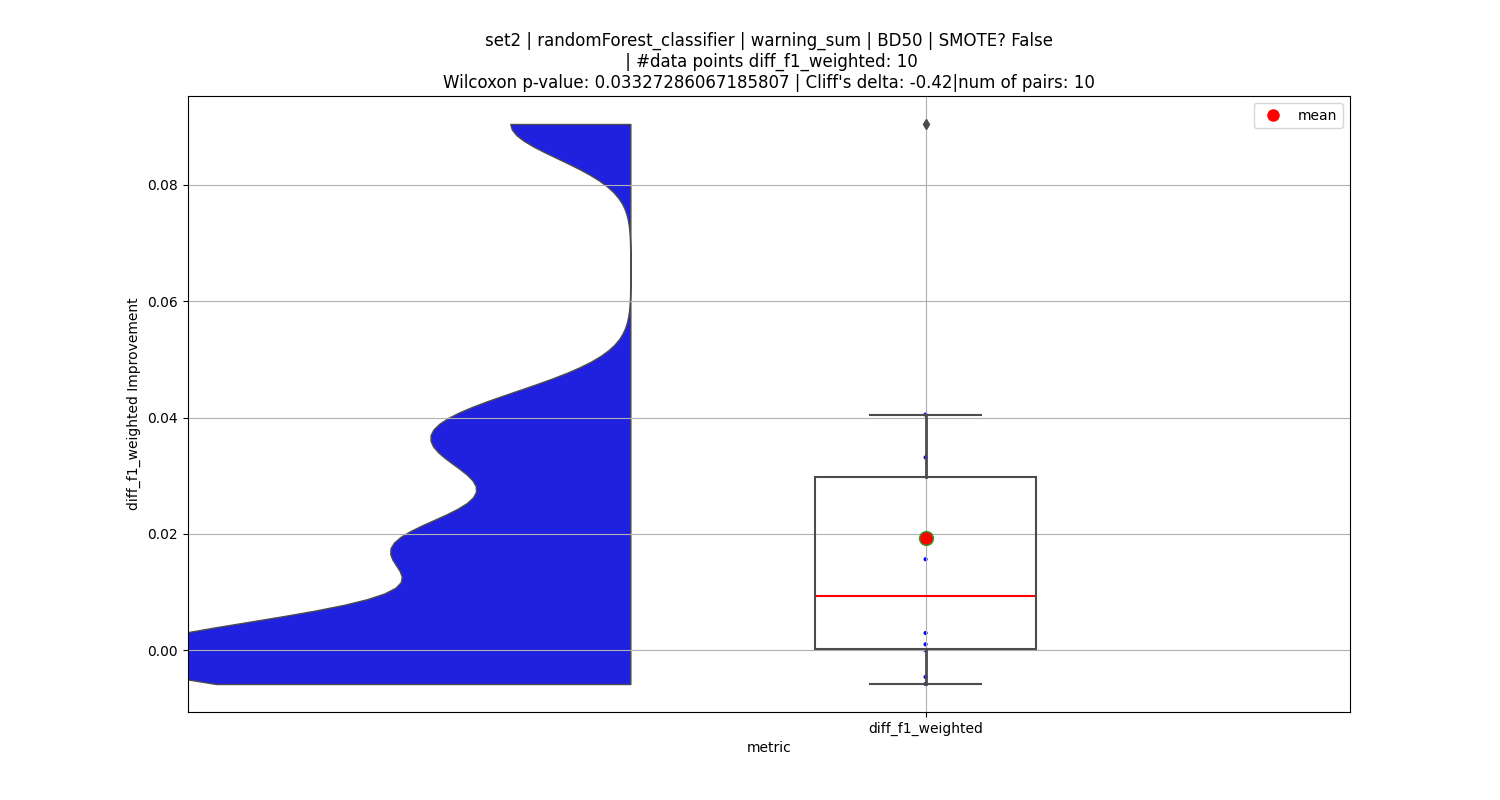 set2 | randomForest_classifier | warning_sum | BD50 | SMOTE? False
| #data points diff_f1_weighted: 10
Wilcoxon p-value: 0.03327286067185807 | Cliff's delta: -0.42|num of pairs: 10
mean
0.08
0.06
0.04
0.02
0.00
diff_f1_weighted Improvement
diff_f1_weighted
metric